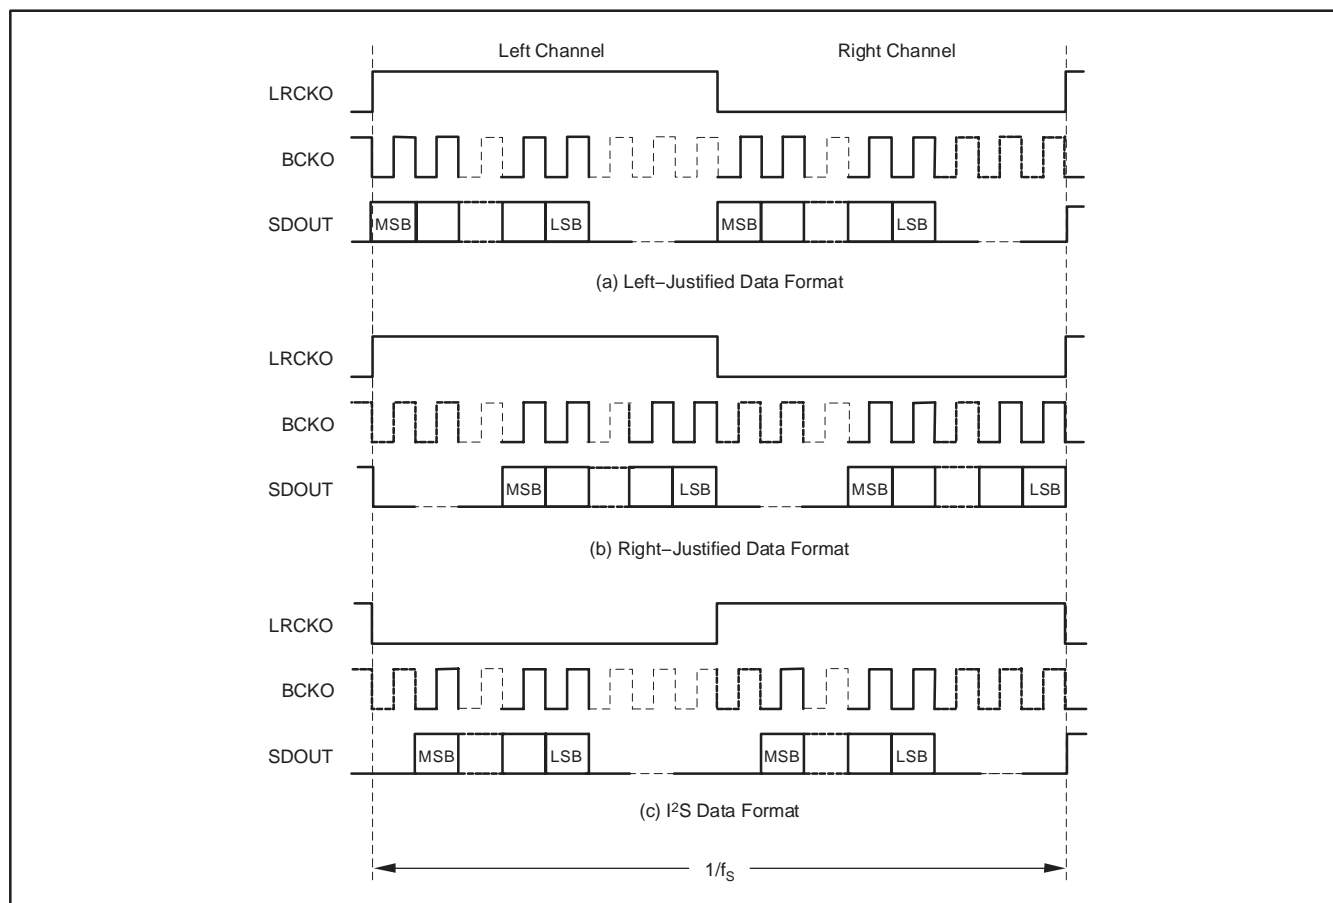 Left Channel Right Channel
LRCKO
BCKO
SDOUT MSB LSB MSB LSB
(a) Left−Justified Data Format
LRCKO
BCKO
SDOUT MSB LSB MSB LSB
(b) Right−Justified Data Format
LRCKO
BCKO
SDOUT MSB LSB MSB LSB
(c) I²S Data Format
1/fS